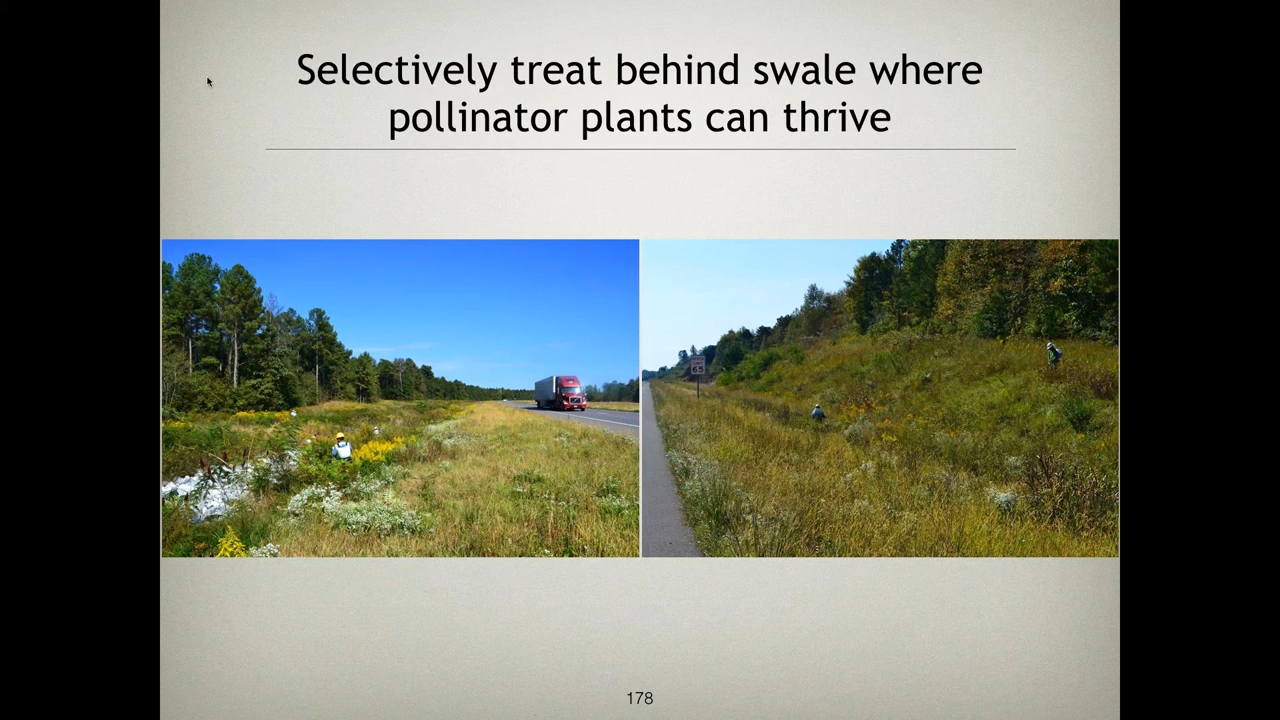 Selectively treat behind swale where
pollinator plants can thrive
65
178